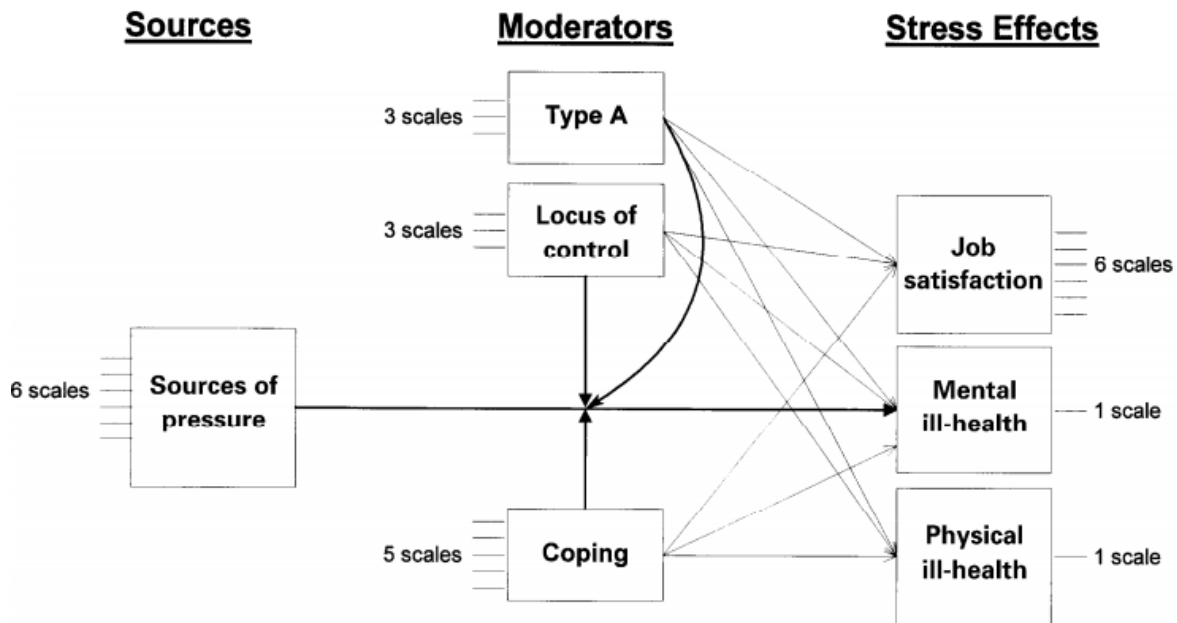 Sources
Moderators
Stress Effects
3 scales
Type A
3 scales
Locus of
control
Job
satisfaction
6 scales
6 scales
Sources of
pressure
Mental
ill-health
1 scale
5 scales
Coping
Physical
ill-health
1 scale